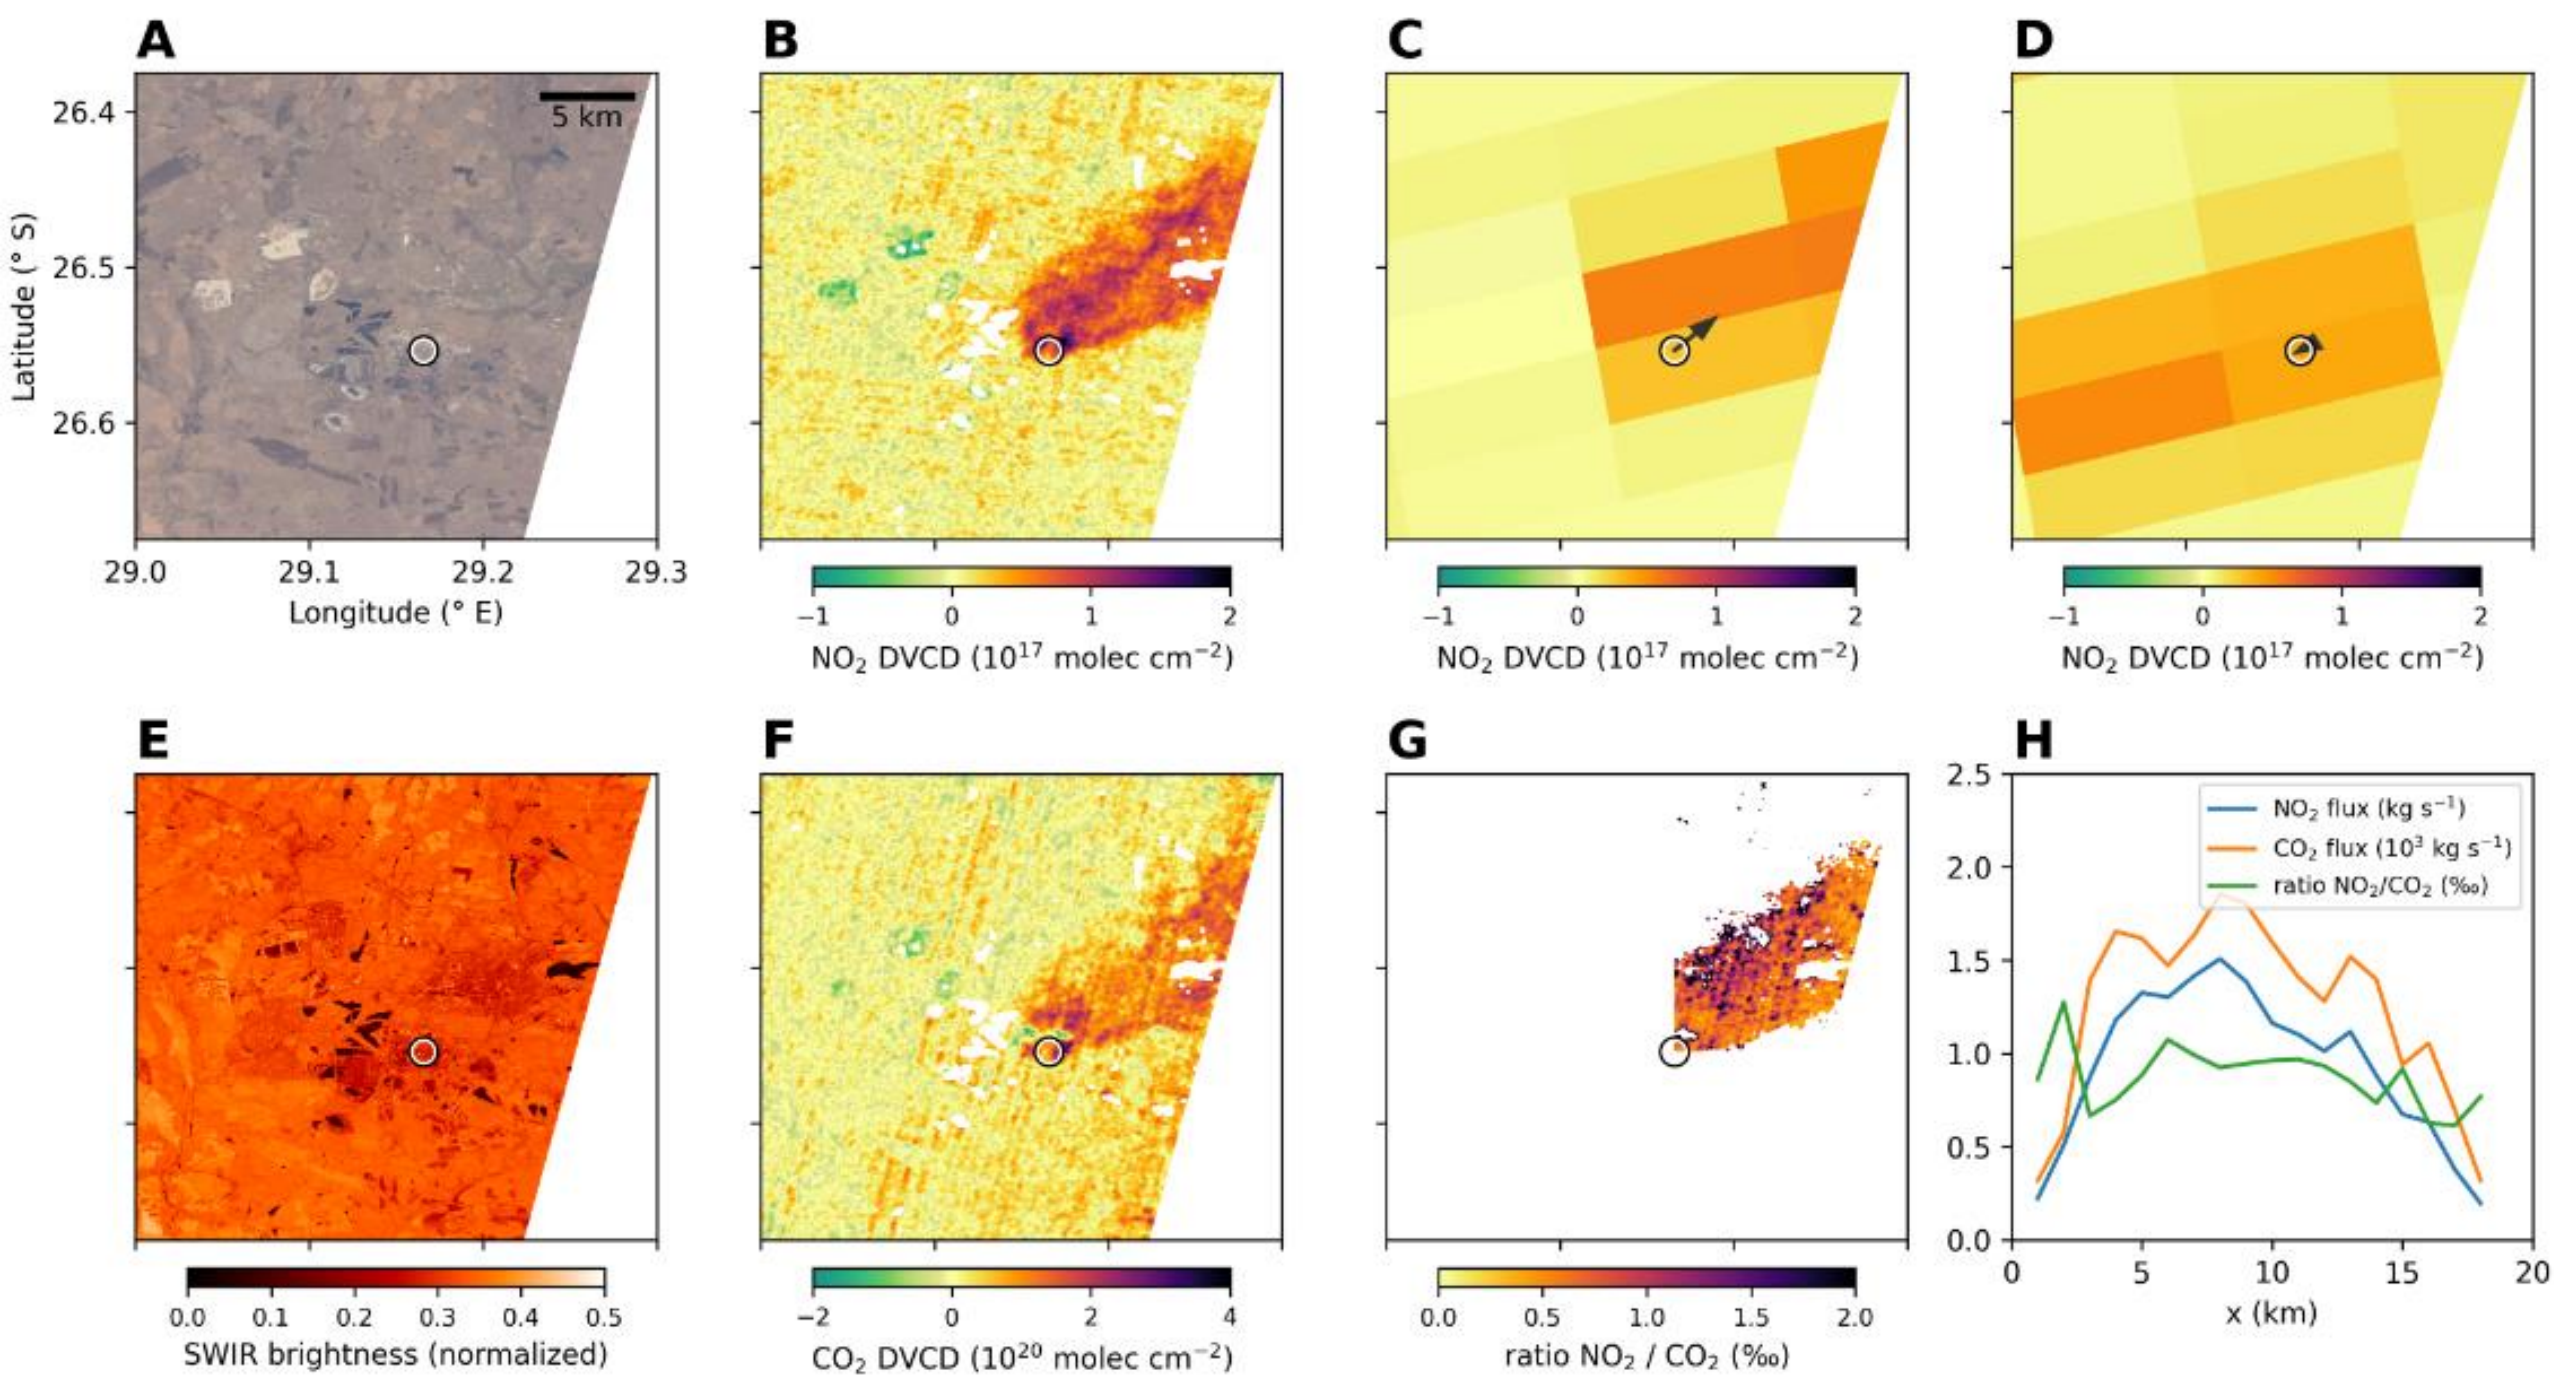 A
B
C
D
5 km
26.4
26.5
26.6
Latitude (° S)
29.0 29.1 29.2 29.3
Longitude (° E)
−1 0 1 2
NO₂ DVCD (10¹⁷ molec cm⁻²)
−1 0 1 2
NO₂ DVCD (10¹⁷ molec cm⁻²)
−1 0 1 2
NO₂ DVCD (10¹⁷ molec cm⁻²)
E
F
G
H
0.0 0.1 0.2 0.3 0.4 0.5
SWIR brightness (normalized)
−2 0 2 4
CO₂ DVCD (10²⁰ molec cm⁻²)
0.0 0.5 1.0 1.5 2.0
ratio NO₂ / CO₂ (‰)
2.5
2.0
1.5
1.0
0.5
0.0
NO₂ flux (kg s⁻¹)
CO₂ flux (10³ kg s⁻¹)
ratio NO₂/CO₂ (‰)
0 5 10 15 20
x (km)